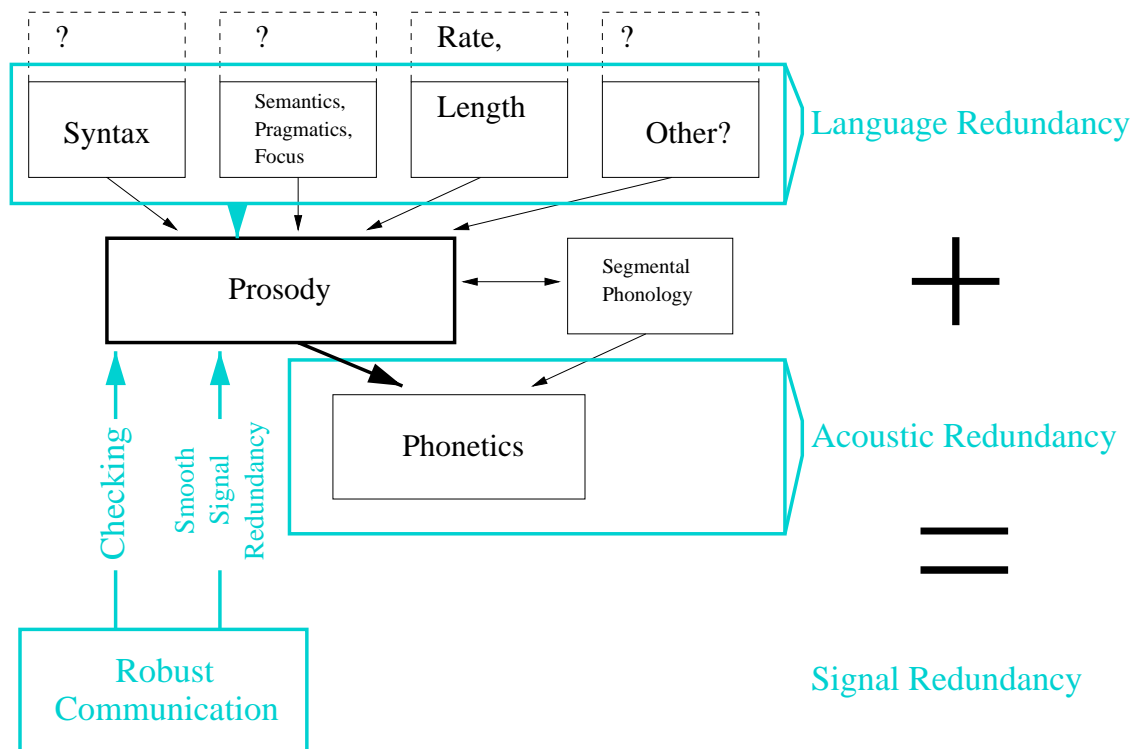 ?
?
Rate,
?
Syntax
Semantics,
Pragmatics,
Focus
Length
Other?
Language Redundancy
Prosody
Segmental
Phonology
+
Phonetics
Acoustic Redundancy
Checking
Smooth
Signal
Redundancy
=
Robust
Communication
Signal Redundancy